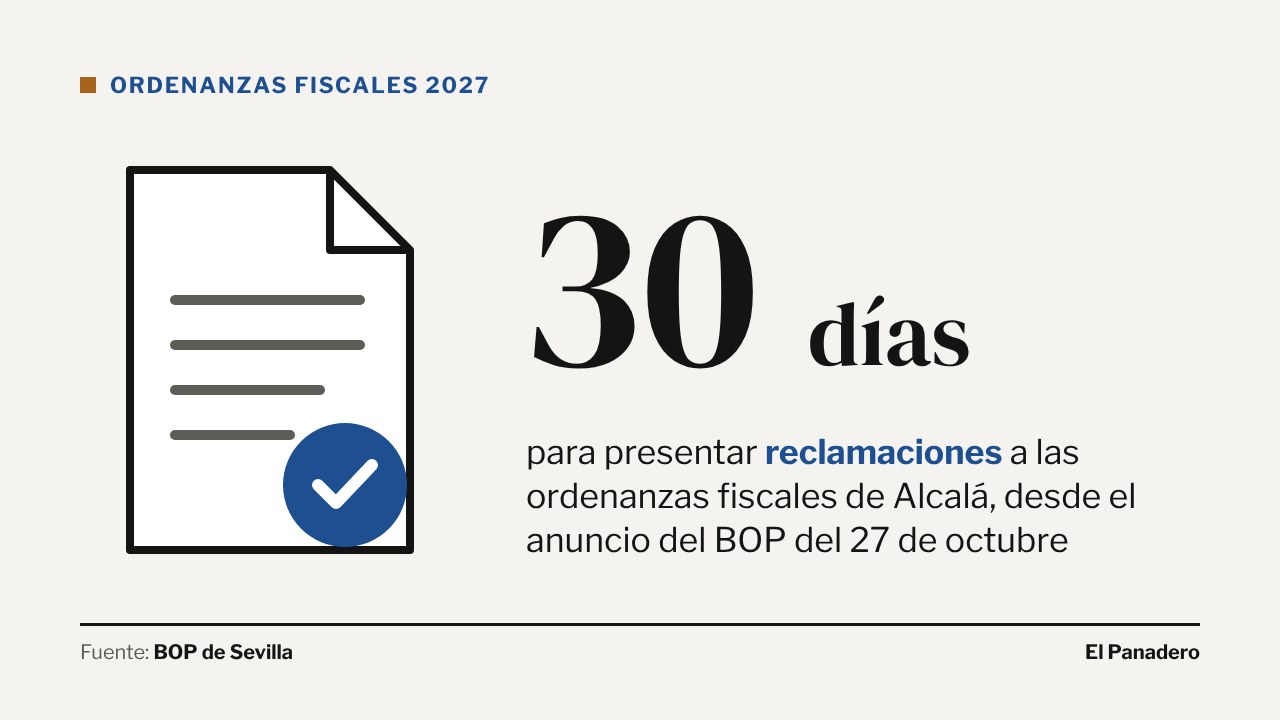 ORDENANZAS FISCALES 2027
30 días
para presentar reclamaciones a las
ordenanzas fiscales de Alcalá, desde el
anuncio del BOP del 27 de octubre
Fuente: BOP de Sevilla
El Panadero